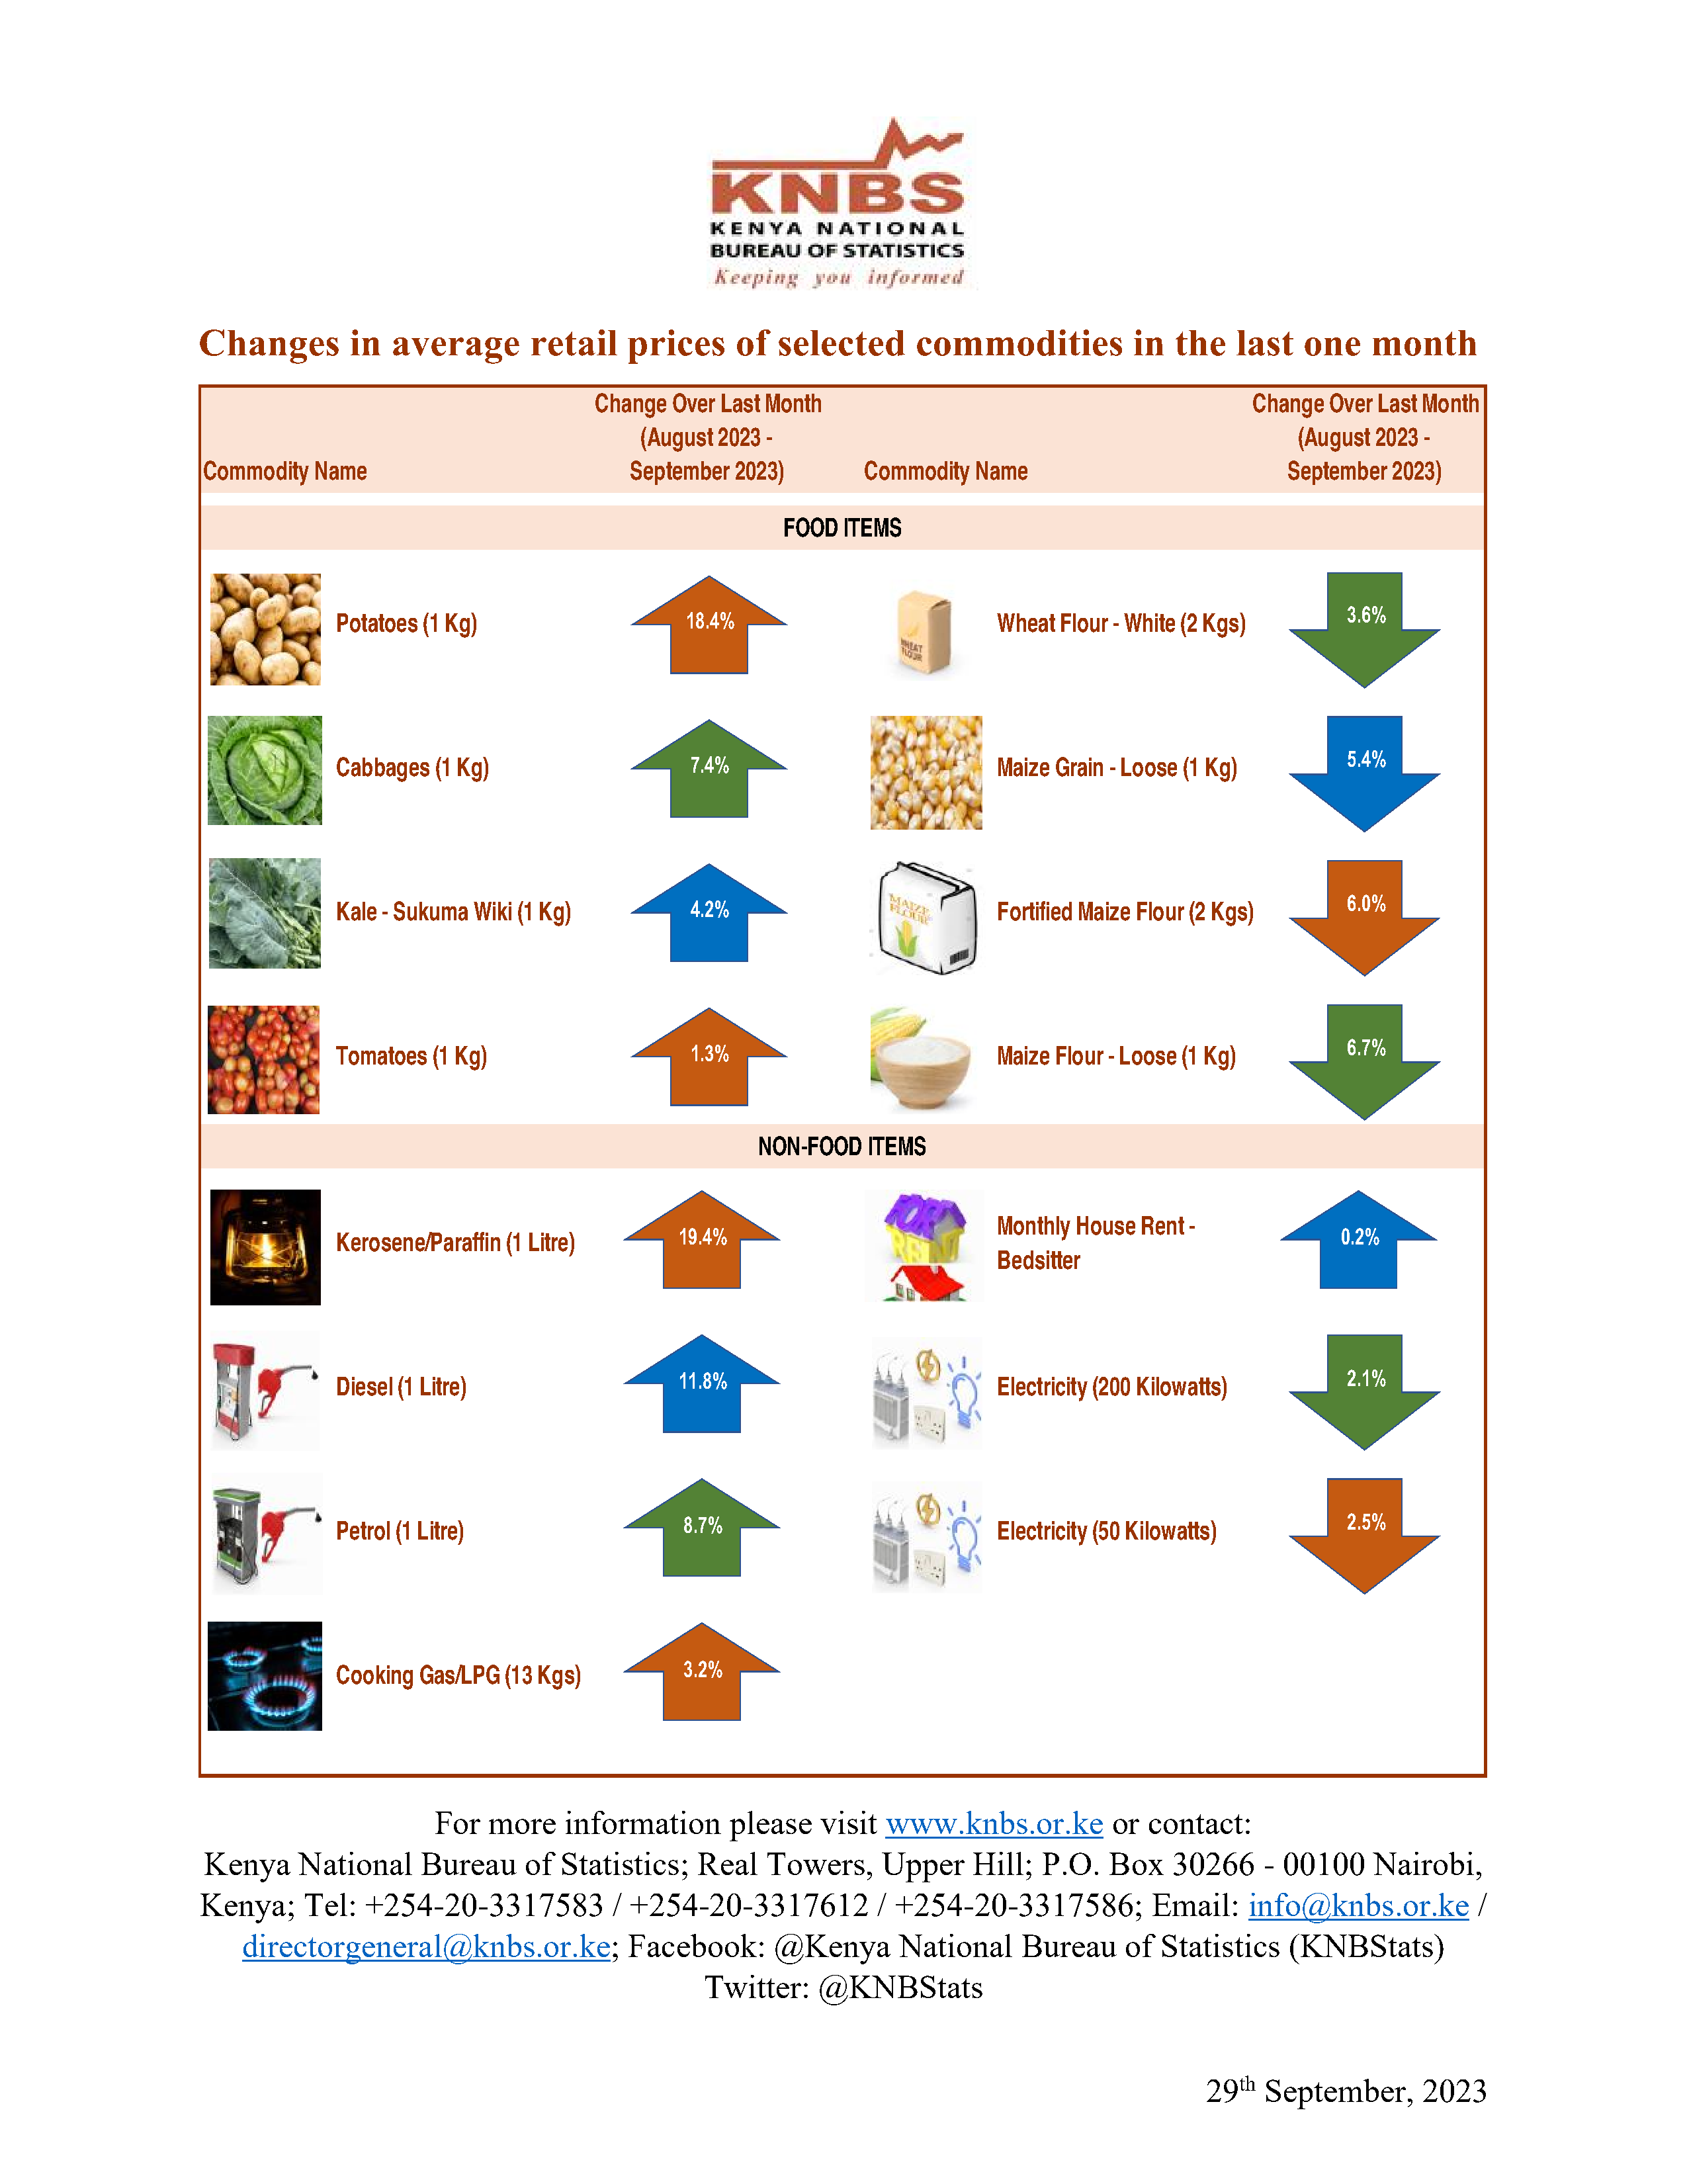 KNBS
KENYA NATIONAL
BUREAU OF STATISTICS
Keeping you informed
Changes in average retail prices of selected commodities in the last one month
Commodity Name
Change Over Last Month
(August 2023 -
September 2023)
Commodity Name
Change Over Last Month
(August 2023 -
September 2023)
FOOD ITEMS
Potatoes (1 Kg)
18.4%
WHEAT
FLOUR
Wheat Flour - White (2 Kgs)
3.6%
Cabbages (1 Kg)
7.4%
Maize Grain - Loose (1 Kg)
5.4%
Kale - Sukuma Wiki (1 Kg)
4.2%
MAIZE
FLOUR
Fortified Maize Flour (2 Kgs)
6.0%
Tomatoes (1 Kg)
1.3%
Maize Flour - Loose (1 Kg)
6.7%
NON-FOOD ITEMS
Kerosene/Paraffin (1 Litre)
19.4%
FOR
RENT
Monthly House Rent -
Bedsitter
0.2%
Diesel (1 Litre)
11.8%
Electricity (200 Kilowatts)
2.1%
Petrol (1 Litre)
8.7%
Electricity (50 Kilowatts)
2.5%
Cooking Gas/LPG (13 Kgs)
3.2%
For more information please visit www.knbs.or.ke or contact:
Kenya National Bureau of Statistics; Real Towers, Upper Hill; P.O. Box 30266 - 00100 Nairobi,
Kenya; Tel: +254-20-3317583 / +254-20-3317612 / +254-20-3317586; Email: info@knbs.or.ke /
directorgeneral@knbs.or.ke; Facebook: @Kenya National Bureau of Statistics (KNBStats)
Twitter: @KNBStats
29th September, 2023